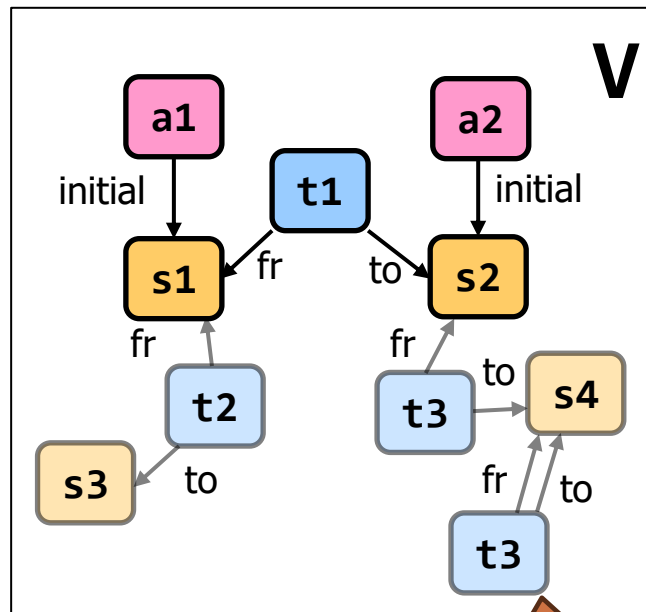 V
a1
a2
t1
initial
initial
s1
fr
to
s2
fr
fr
to
t2
t3
s4
s3
to
fr
to
t3